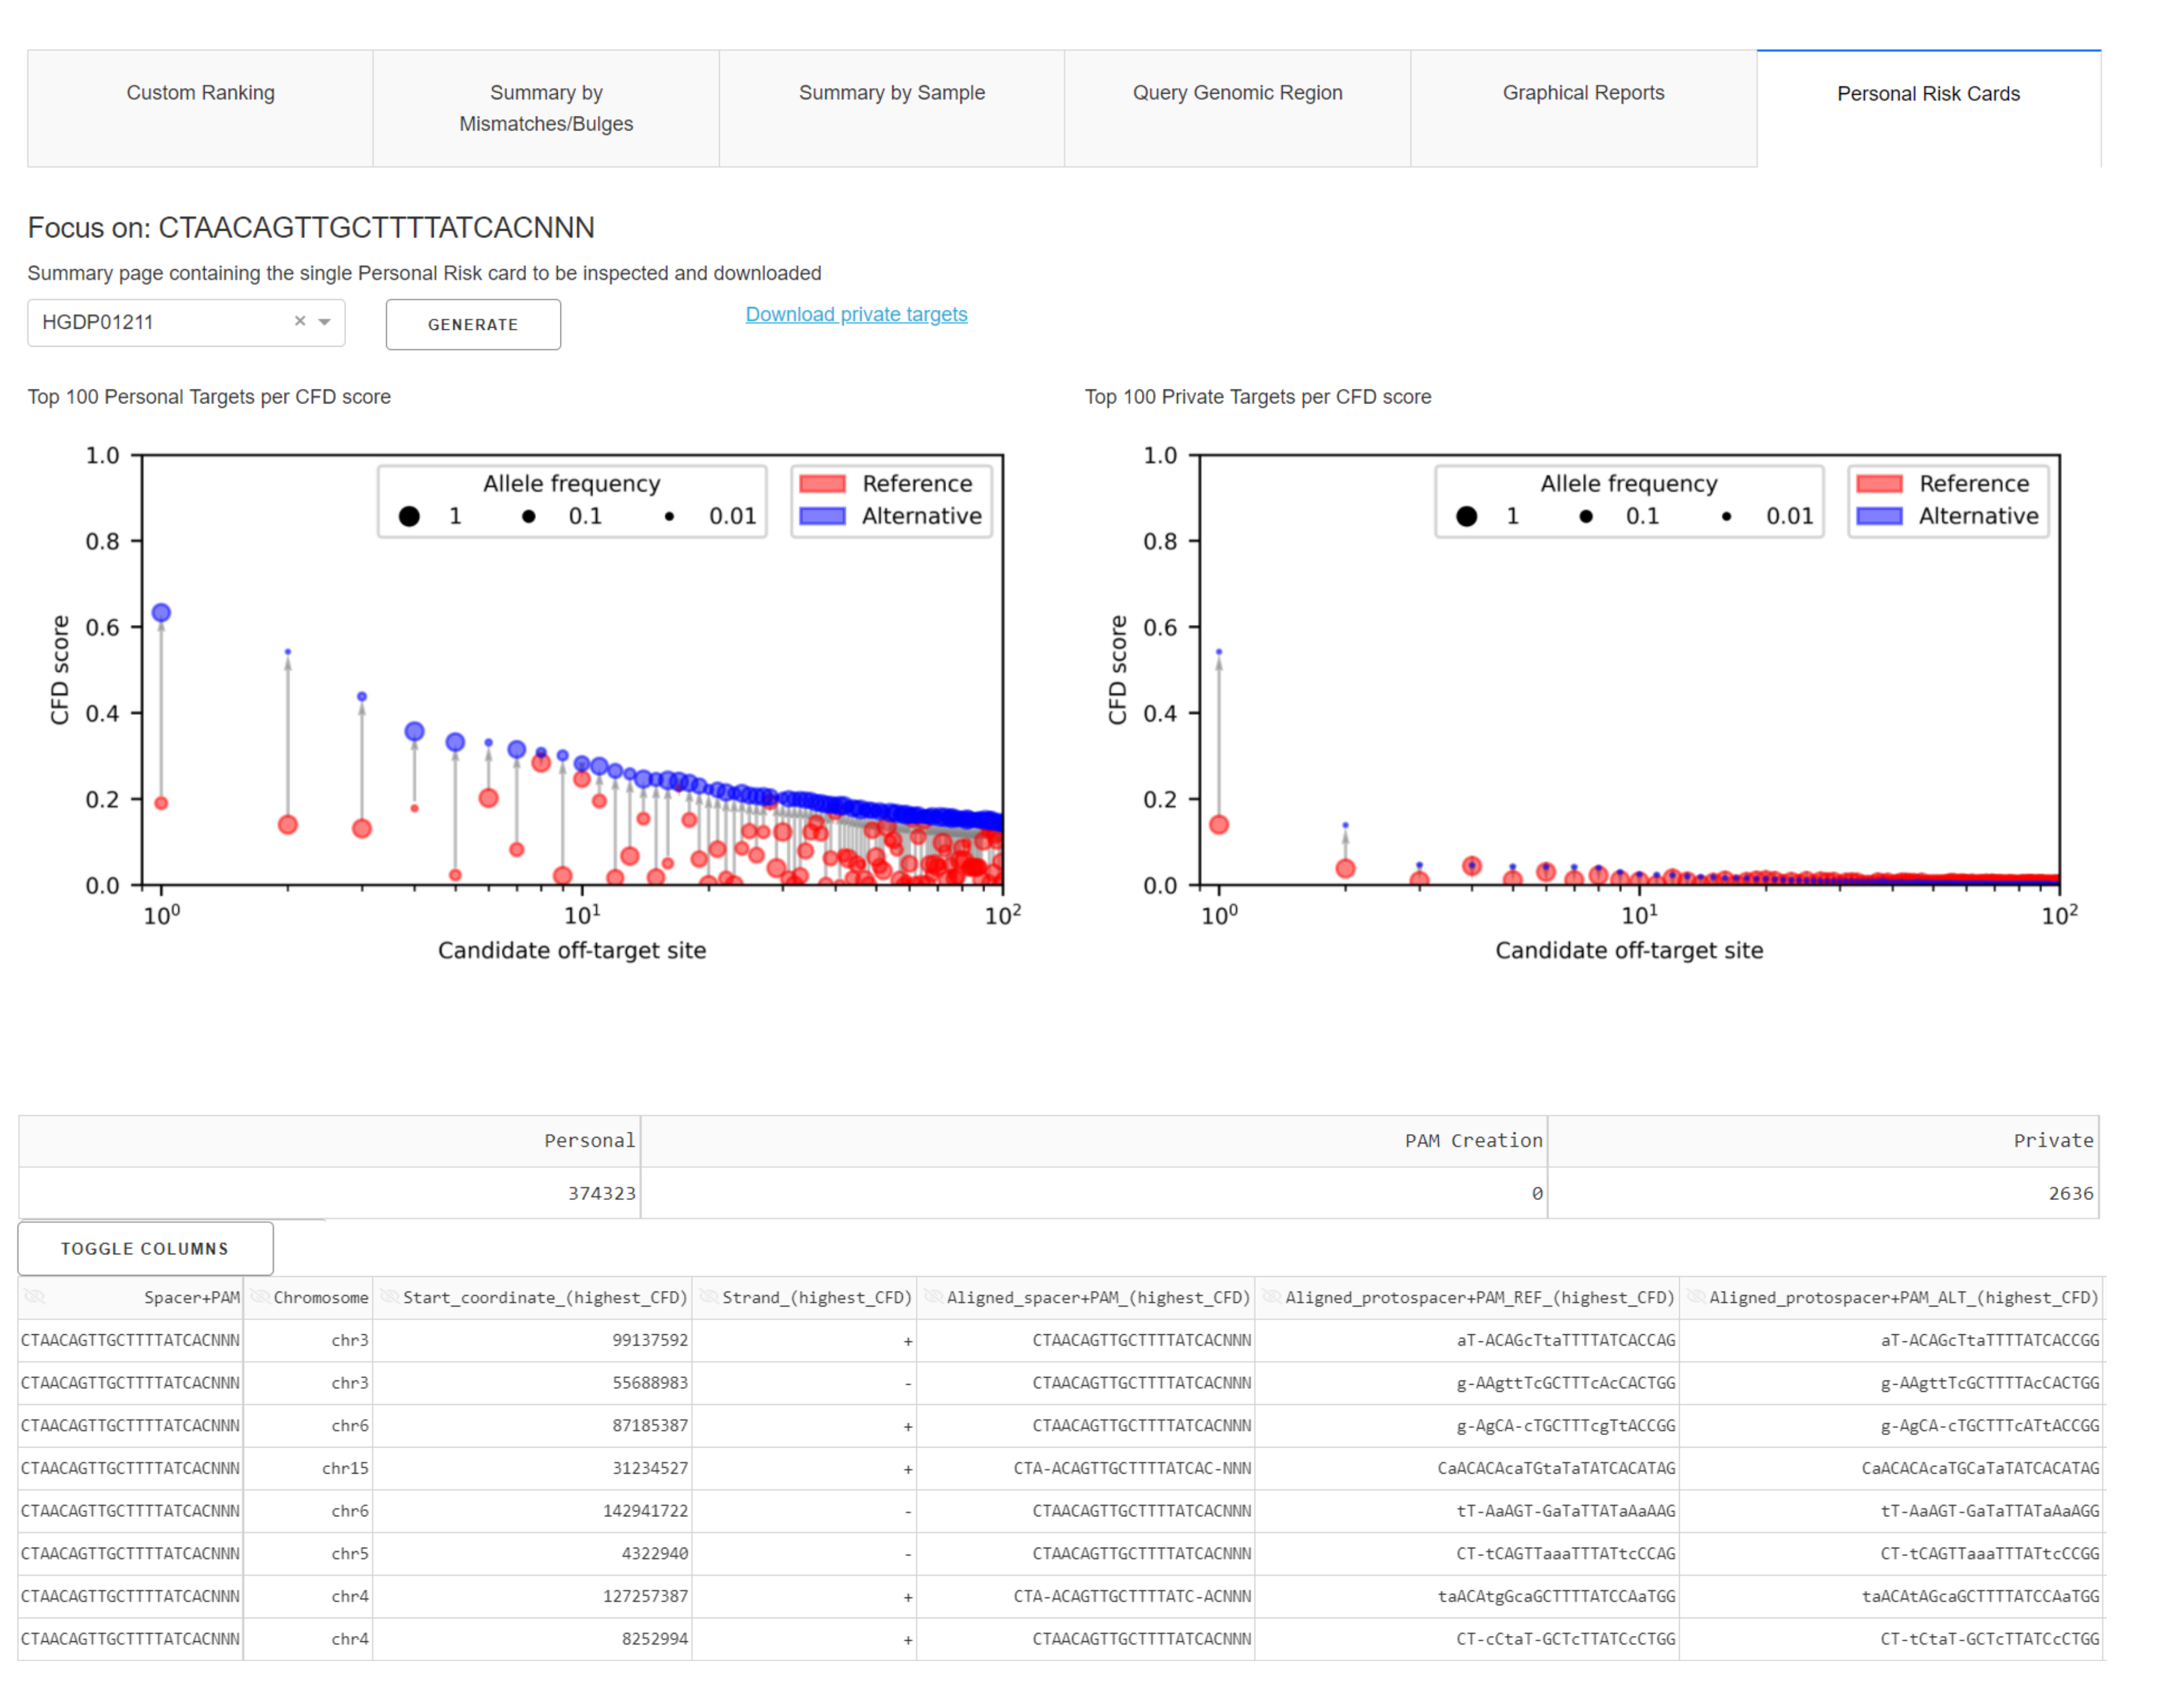 Custom Ranking
Summary by
Mismatches/Bulges
Summary by Sample
Query Genomic Region
Graphical Reports
Personal Risk Cards
Focus on: CTAACAGTTGCTTTTATCACNNN
Summary page containing the single Personal Risk card to be inspected and downloaded
HGDP01211 × GENERATE Download private targets
Top 100 Personal Targets per CFD score
Allele frequency
1 0.1 0.01
Reference
Alternative
CFD score
1.0
0.8
0.6
0.4
0.2
0.0
10⁰ 10¹ 10²
Candidate off-target site
Top 100 Private Targets per CFD score
Allele frequency
1 0.1 0.01
Reference
Alternative
CFD score
1.0
0.8
0.6
0.4
0.2
0.0
10⁰ 10¹ 10²
Candidate off-target site
Personal PAM Creation Private
374323 0 2636
TOGGLE COLUMNS
Spacer+PAM Chromosome Start_coordinate_(highest_CFD) Strand_(highest_CFD) Aligned_spacer+PAM_(highest_CFD) Aligned_protospacer+PAM_REF_(highest_CFD) Aligned_protospacer+PAM_ALT_(highest_CFD)
CTAACAGTTGCTTTTATCACNNN chr3 99137592 + CTAACAGTTGCTTTTATCACNNN aT-ACAGcTtaTTTTATCACCAG aT-ACAGcTtaTTTTATCACCGG
CTAACAGTTGCTTTTATCACNNN chr3 55688983 - CTAACAGTTGCTTTTATCACNNN g-AAgttTcGCTTTcAcCACTGG g-AAgttTcGCTTTTAcCACTGG
CTAACAGTTGCTTTTATCACNNN chr6 87185387 + CTAACAGTTGCTTTTATCACNNN g-AgCA-cTGCTTTcgTtACCGG g-AgCA-cTGCTTTcATtACCGG
CTAACAGTTGCTTTTATCACNNN chr15 31234527 + CTA-ACAGTTGCTTTTATCAC-NNN CaACACAcaTGtaTaTATCACATAG CaACACAcaTGCaTaTATCACATAG
CTAACAGTTGCTTTTATCACNNN chr6 142941722 - CTAACAGTTGCTTTTATCACNNN tT-AaAGT-GaTaTTATaAaAAG tT-AaAGT-GaTaTTATaAaAGG
CTAACAGTTGCTTTTATCACNNN chr5 4322940 - CTAACAGTTGCTTTTATCACNNN CT-tCAGTTaaaTTTATtcCCAG CT-tCAGTTaaaTTTATtcCCGG
CTAACAGTTGCTTTTATCACNNN chr4 127257387 + CTA-ACAGTTGCTTTTATC-ACNNN taACAtgGcaGCTTTTATCCAaTGG taACAtAGcaGCTTTTATCCAaTGG
CTAACAGTTGCTTTTATCACNNN chr4 8252994 + CTAACAGTTGCTTTTATCACNNN CT-cCtaT-GCTcTTATCcCTGG CT-tCtaT-GCTcTTATCcCTGG